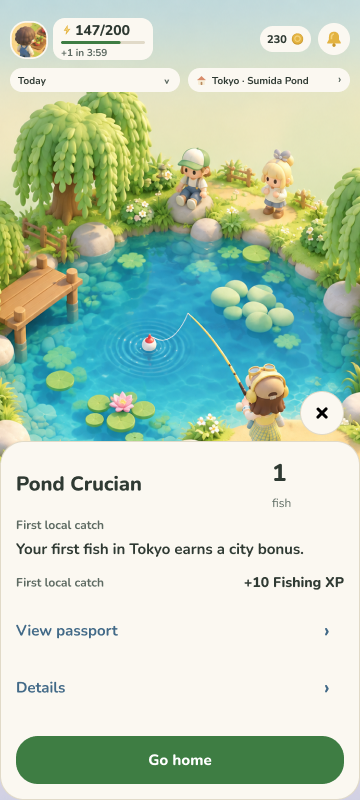 147/200
+1 in 3:59
230
Today
Tokyo · Sumida Pond
Pond Crucian
1
fish
First local catch
Your first fish in Tokyo earns a city bonus.
First local catch
+10 Fishing XP
View passport
Details
Go home